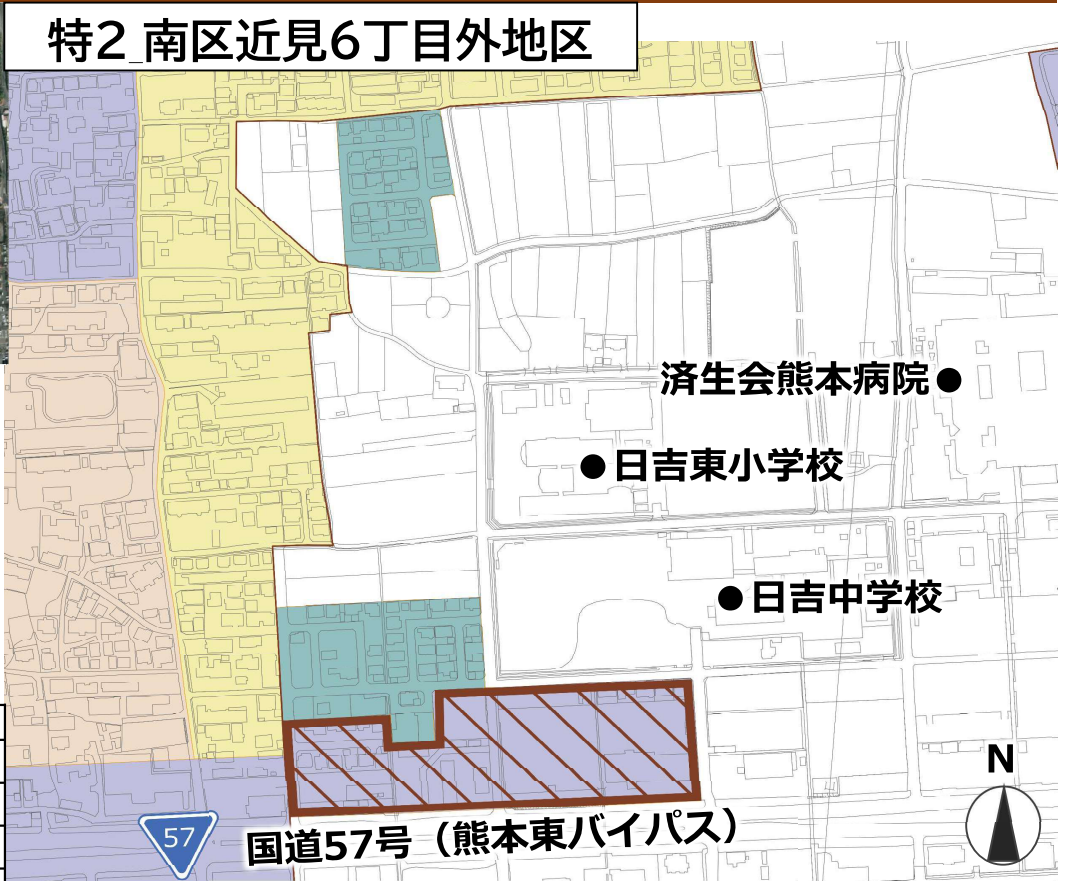 特2_南区近見6丁目外地区
済生会熊本病院●
●日吉東小学校
●日吉中学校
N
57
国道57号（熊本東バイパス）